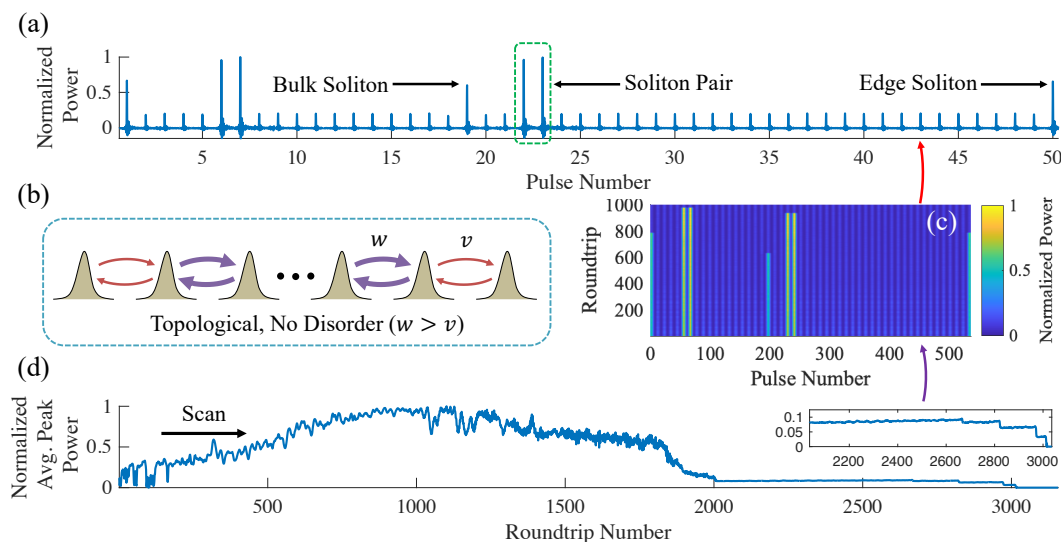 (a)
Normalized
Power
1
0.5
0
Bulk Soliton
Soliton Pair
Edge Soliton
5 10 15 20 25 30 35 40 45 50
Pulse Number
(b)
w v
Topological, No Disorder (w > v)
(c)
Roundtrip
1000
800
600
400
200
0 100 200 300 400 500
Pulse Number
1
0.5
0
Normalized Power
(d)
Normalized
Avg. Peak
Power
1
0.5
0
Scan
500 1000 1500 2000 2500 3000
Roundtrip Number
0.1
0.05
0
2200 2400 2600 2800 3000